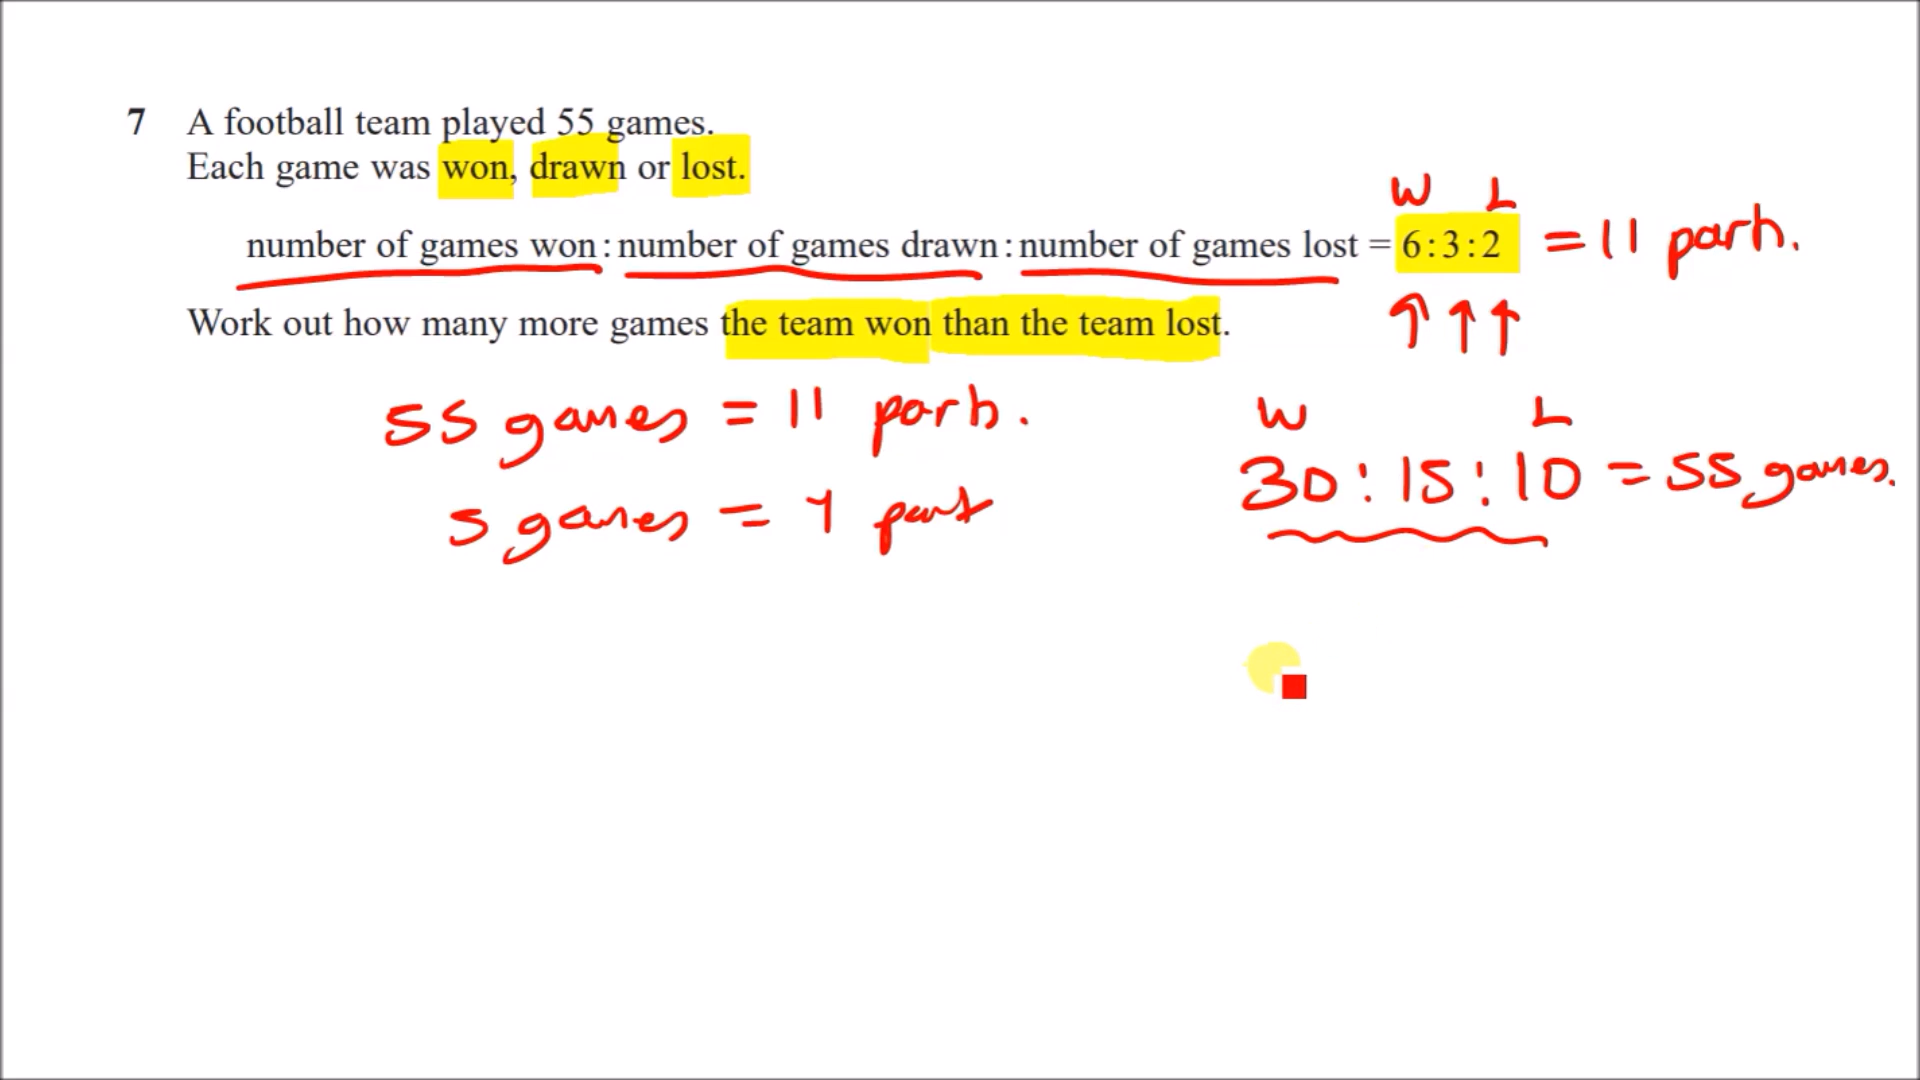 7 A football team played 55 games.
Each game was won, drawn or lost.
W L
number of games won : number of games drawn : number of games lost = 6 : 3 : 2 = 11 parts.
Work out how many more games the team won than the team lost.
55 games = 11 parts.
W L
30 : 15 : 10 = 55 games.
5 games = 1 part